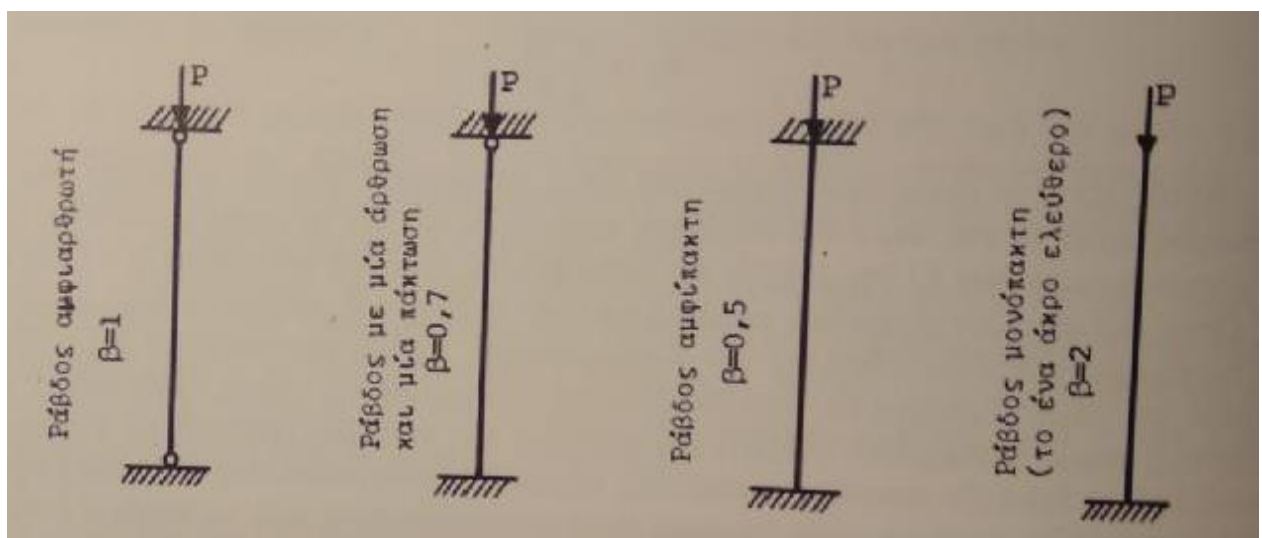 P
Ράβδος αμφιαρθρωτή
β=1
P
Ράβδος με μία άρθρωση
και μία πάκτωση
β=0,7
P
Ράβδος αμφίπακτη
β=0,5
P
Ράβδος μονόπακτη
(το ένα άκρο ελεύθερο)
β=2